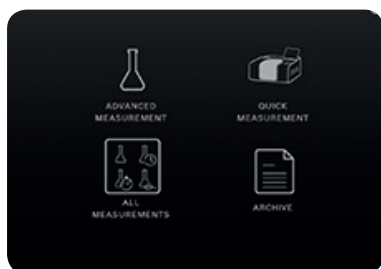 ADVANCED
MEASUREMENT
QUICK
MEASUREMENT
ALL
MEASUREMENTS
ARCHIVE